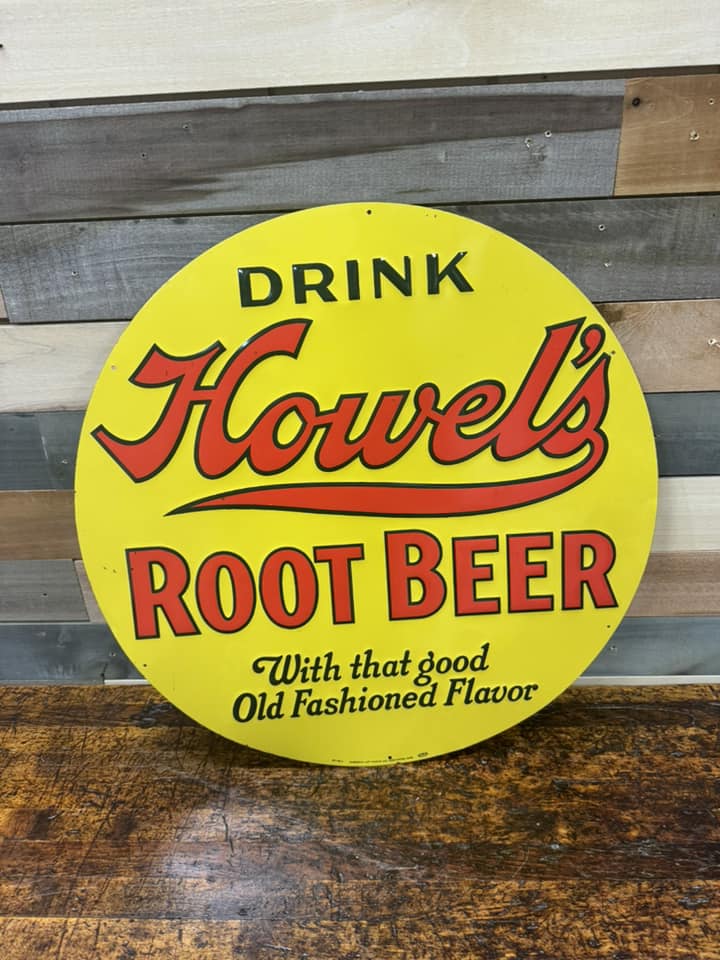 DRINK
Howel's
ROOT BEER
With that good
Old Fashioned Flavor